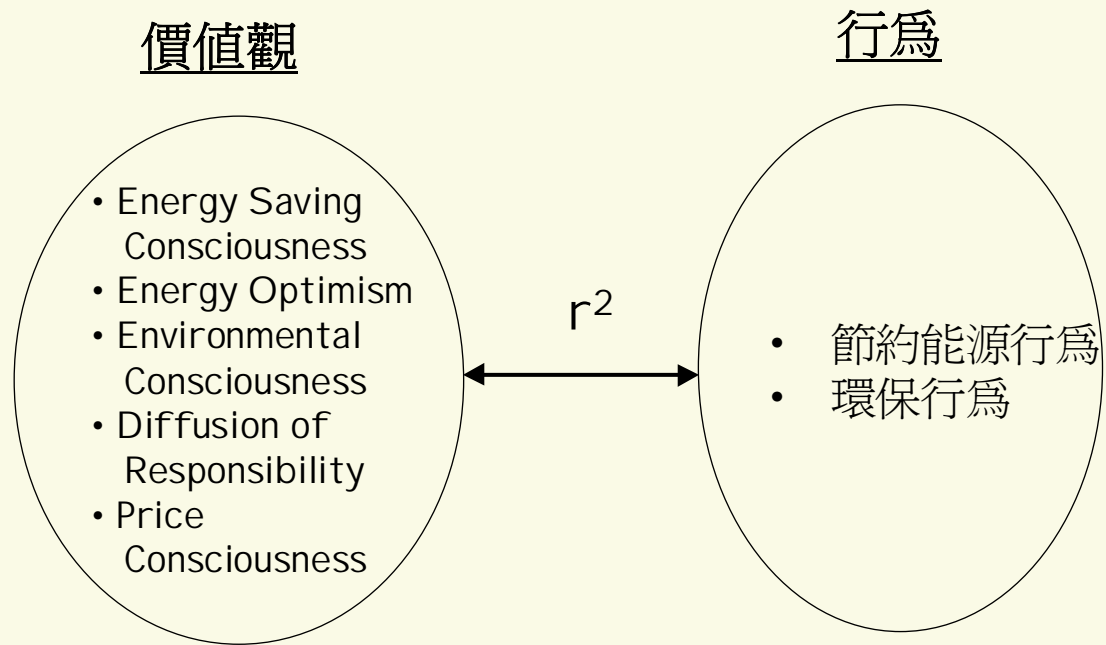 價值觀
行為
• Energy Saving
Consciousness
• Energy Optimism
• Environmental
Consciousness
• Diffusion of
Responsibility
• Price
Consciousness
r²
• 節約能源行為
• 環保行為